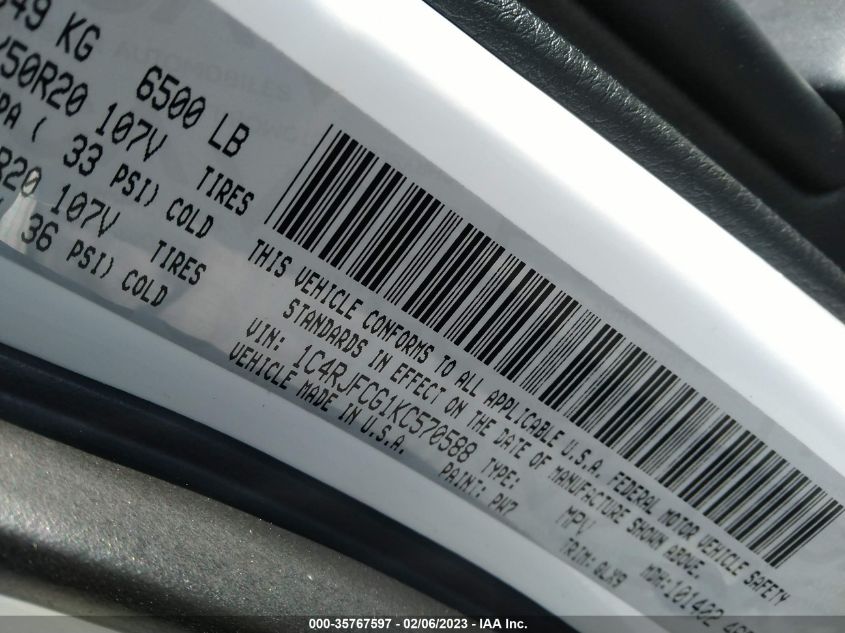 49 KG
6500 LB
50R20 107V
PA ( 33 PSI) COLD
TIRES
R20 107V
36 PSI) COLD
TIRES
THIS VEHICLE CONFORMS TO ALL APPLICABLE U.S.A. FEDERAL MOTOR VEHICLE SAFETY
STANDARDS IN EFFECT ON THE DATE OF MANUFACTURE SHOWN ABOVE.
VIN: 1C4RJFCG1KC570588 TYPE: MPV
VEHICLE MADE IN U.S.A.
PAINT: PW7
MDH:101402
000-35767597 - 02/06/2023 - IAA Inc.